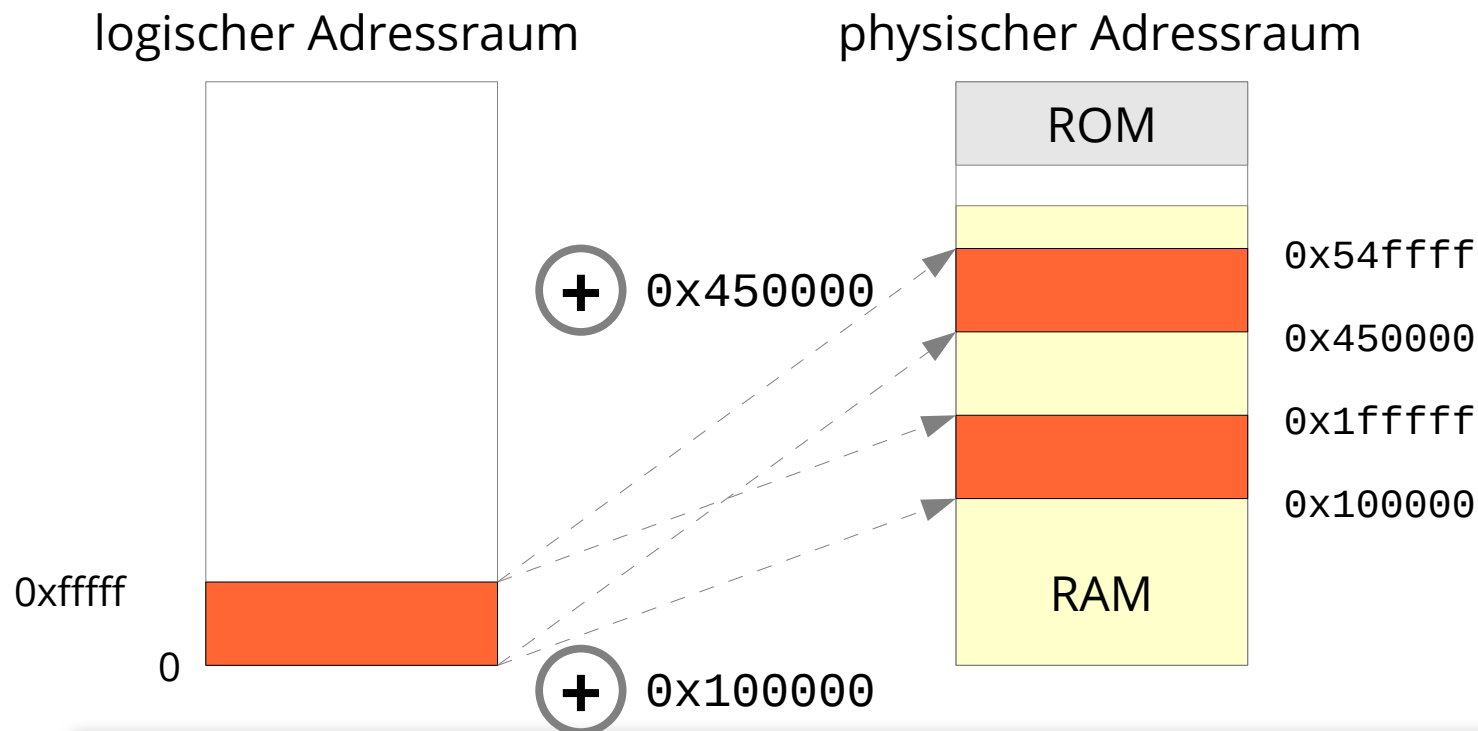 logischer Adressraum
physischer Adressraum
ROM
0x54ffff
+ 0x450000
0x450000
0x1fffff
0x100000
0xfffff
RAM
0
+ 0x100000